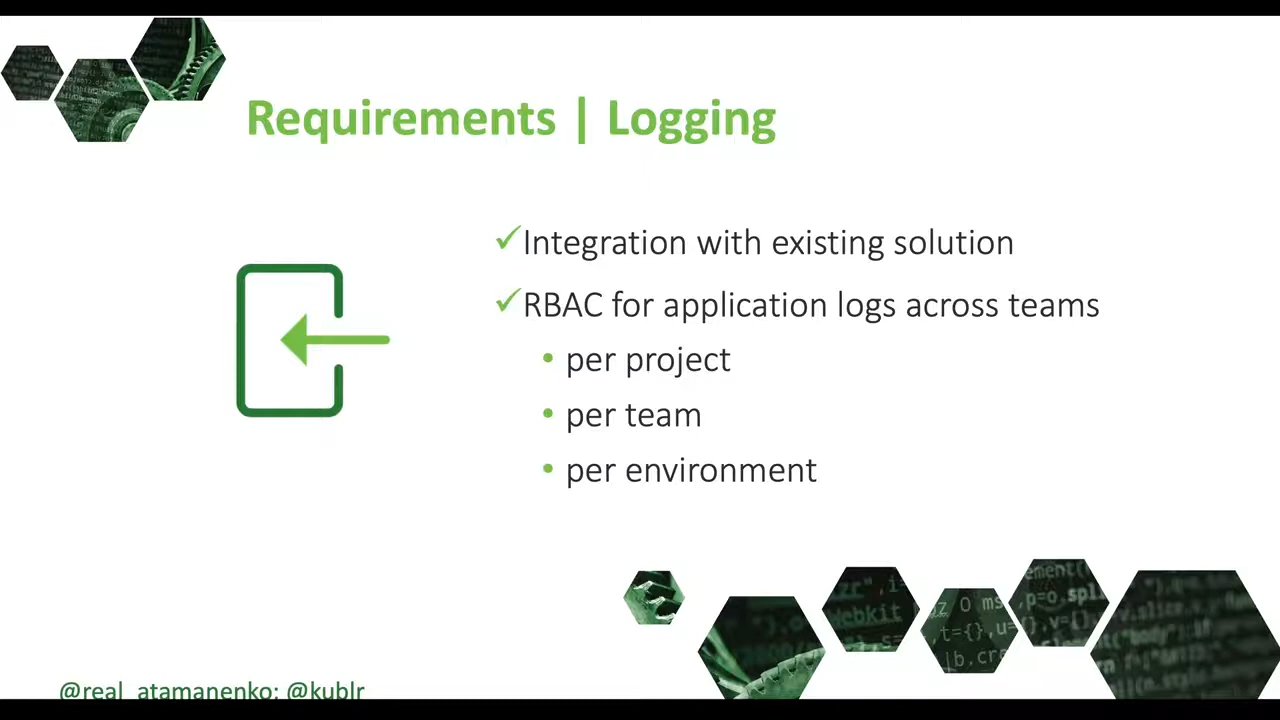 Requirements | Logging
✓Integration with existing solution
✓RBAC for application logs across teams
• per project
• per team
• per environment
@real_atamanenko; @kublr